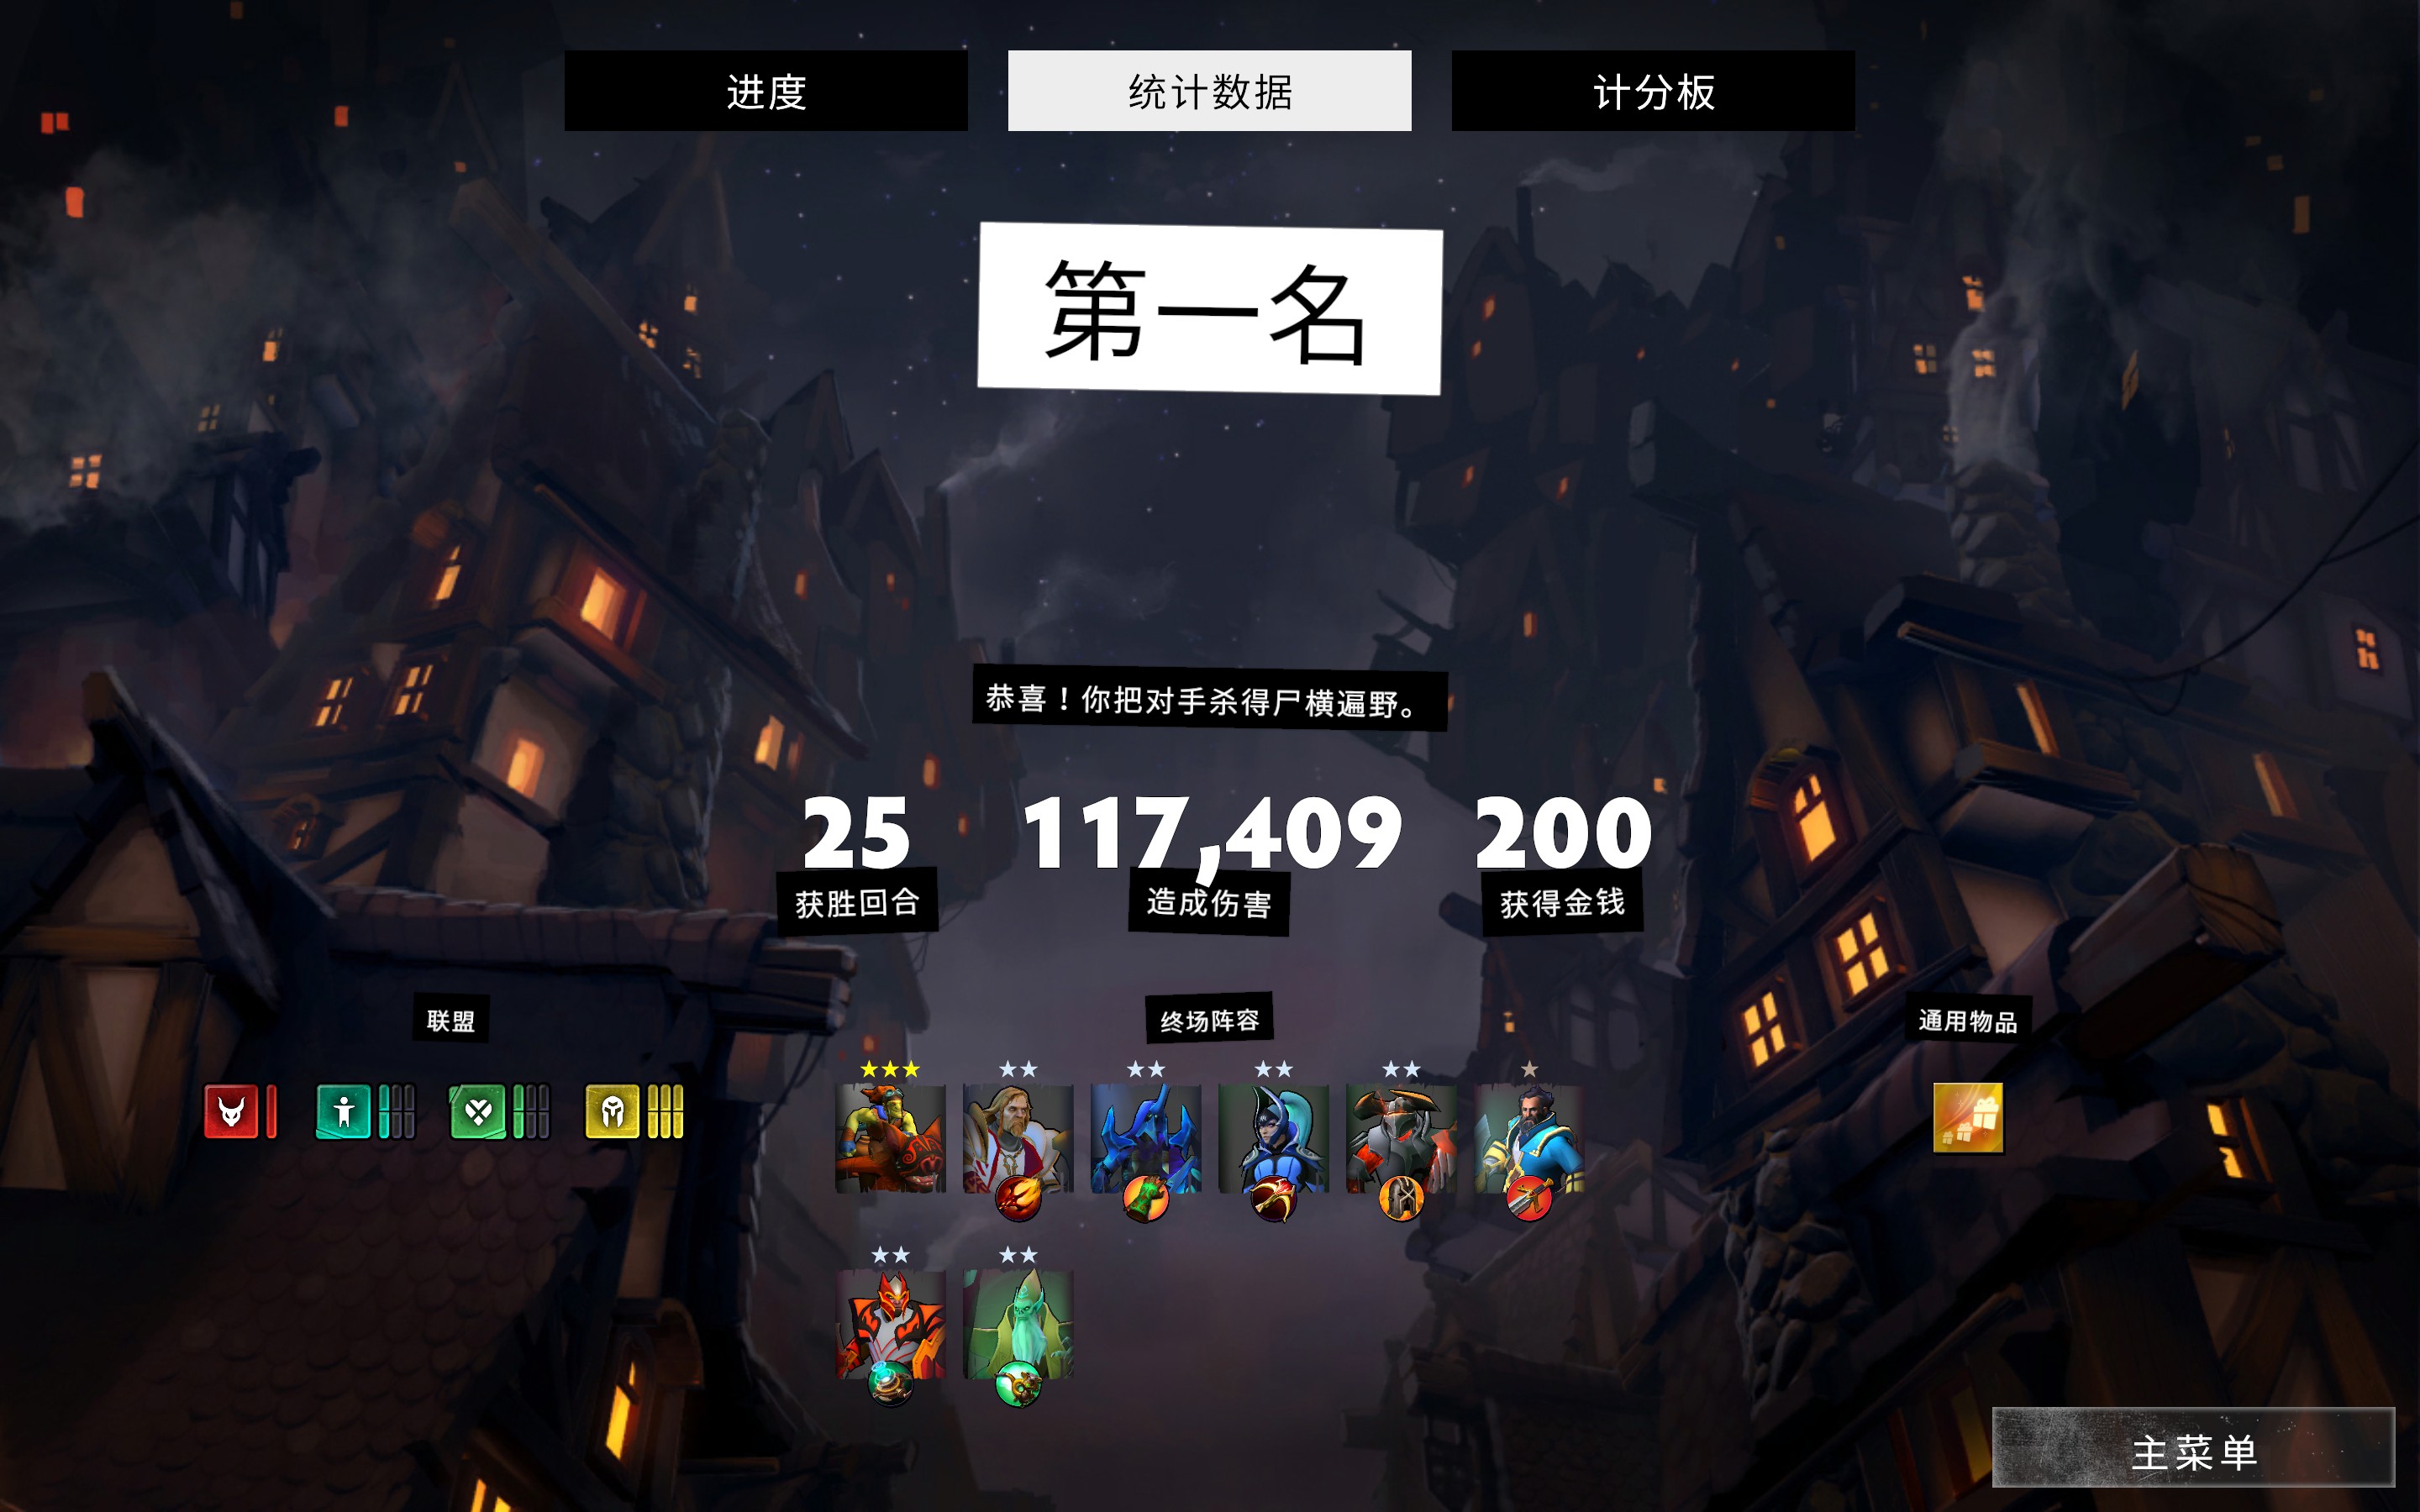 进度
统计数据
计分板
第一名
恭喜！你把对手杀得尸横遍野。
25
117,409
200
获胜回合
造成伤害
获得金钱
联盟
终场阵容
通用物品
主菜单